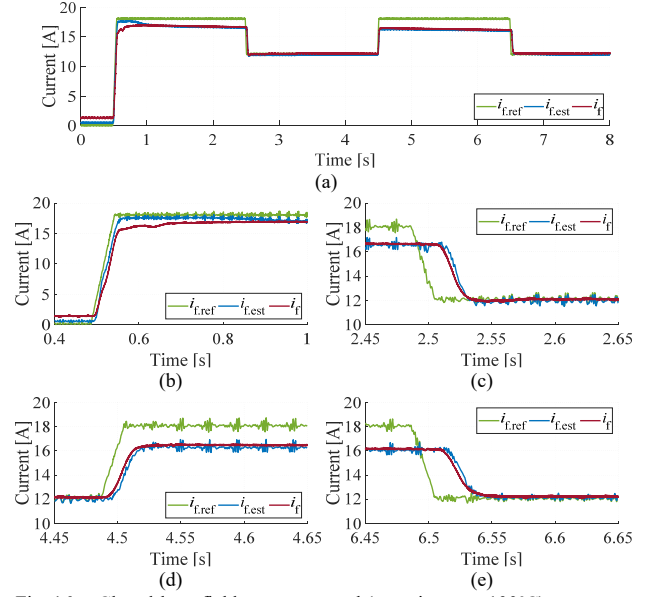 Current [A]
20
15
10
5
0
i_f.ref i_f.est i_f
0 1 2 3 4 5 6 7 8
Time [s]
(a)
Current [A]
20
15
10
5
0
i_f.ref i_f.est i_f
0.4 0.6 0.8 1
Time [s]
(b)
Current [A]
20
18
16
14
12
10
i_f.ref i_f.est i_f
2.45 2.5 2.55 2.6 2.65
Time [s]
(c)
Current [A]
20
18
16
14
12
10
i_f.ref i_f.est i_f
4.45 4.5 4.55 4.6 4.65
Time [s]
(d)
Current [A]
20
18
16
14
12
10
i_f.ref i_f.est i_f
6.45 6.5 6.55 6.6 6.65
Time [s]
(e)